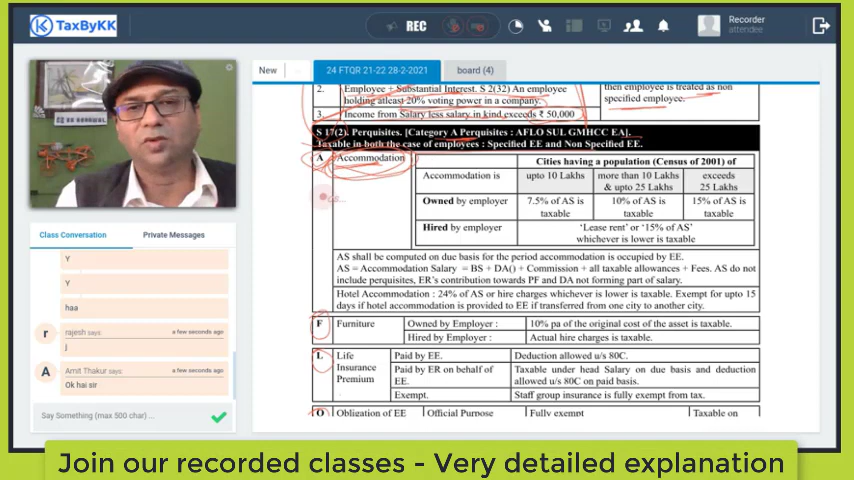 TaxByKK
REC
Recorder
attendee
New
24 FTQR 21-22 28-2-2021
board (4)
2.
Employee + Substantial Interest. S 2(32) An employee
holding atleast 20% voting power in a company.
then employee is treated as non
specified employee.
3.
Income from Salary less salary in kind exceeds ₹ 50,000
S 17(2). Perquisites. [Category A Perquisites : AFLO SUL GMHCC EA].
Taxable in both the case of employees : Specified EE and Non Specified EE.
A
Accommodation
Cities having a population (Census of 2001) of
Accommodation is
upto 10 Lakhs
more than 10 Lakhs
& upto 25 Lakhs
exceeds
25 Lakhs
Owned by employer
7.5% of AS is
taxable
10% of AS is
taxable
15% of AS is
taxable
Hired by employer
'Lease rent' or '15% of AS'
whichever is lower is taxable
AS shall be computed on due basis for the period accommodation is occupied by EE.
AS = Accommodation Salary = BS + DA() + Commission + all taxable allowances + Fees. AS do not
include perquisites, ER's contribution towards PF and DA not forming part of salary.
Hotel Accommodation : 24% of AS or hire charges whichever is lower is taxable. Exempt for upto 15
days if hotel accommodation is provided to EE if transferred from one city to another city.
F
Furniture
Owned by Employer :
10% pa of the original cost of the asset is taxable.
Hired by Employer :
Actual hire charges is taxable.
L
Life
Insurance
Premium
Paid by EE.
Deduction allowed u/s 80C.
Paid by ER on behalf of
EE.
Taxable under head Salary on due basis and deduction
allowed u/s 80C on paid basis.
Exempt.
Staff group insurance is fully exempt from tax.
O
Obligation of EE
Official Purpose
Fully exempt
Taxable on
Class Conversation
Private Messages
Y
Y
haa
r
rajesh says:
a few seconds ago
j
A
Amit Thakur says:
a few seconds ago
Ok hai sir
Say Something (max 500 char) ...
Join our recorded classes - Very detailed explanation